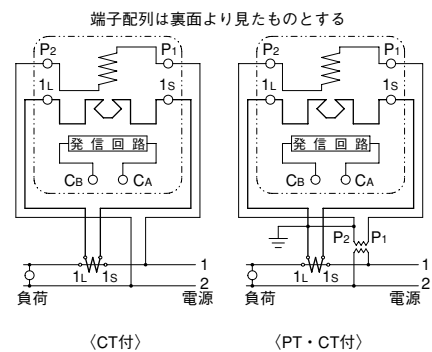 端子配列は裏面より見たものとする
P2 P1
1L 1S
発信回路
CB CA
1L 1S
1
2
負荷 電源
〈CT付〉
P2 P1
1L 1S
発信回路
CB CA
P2 P1
1L 1S
1
2
負荷 電源
〈PT・CT付〉